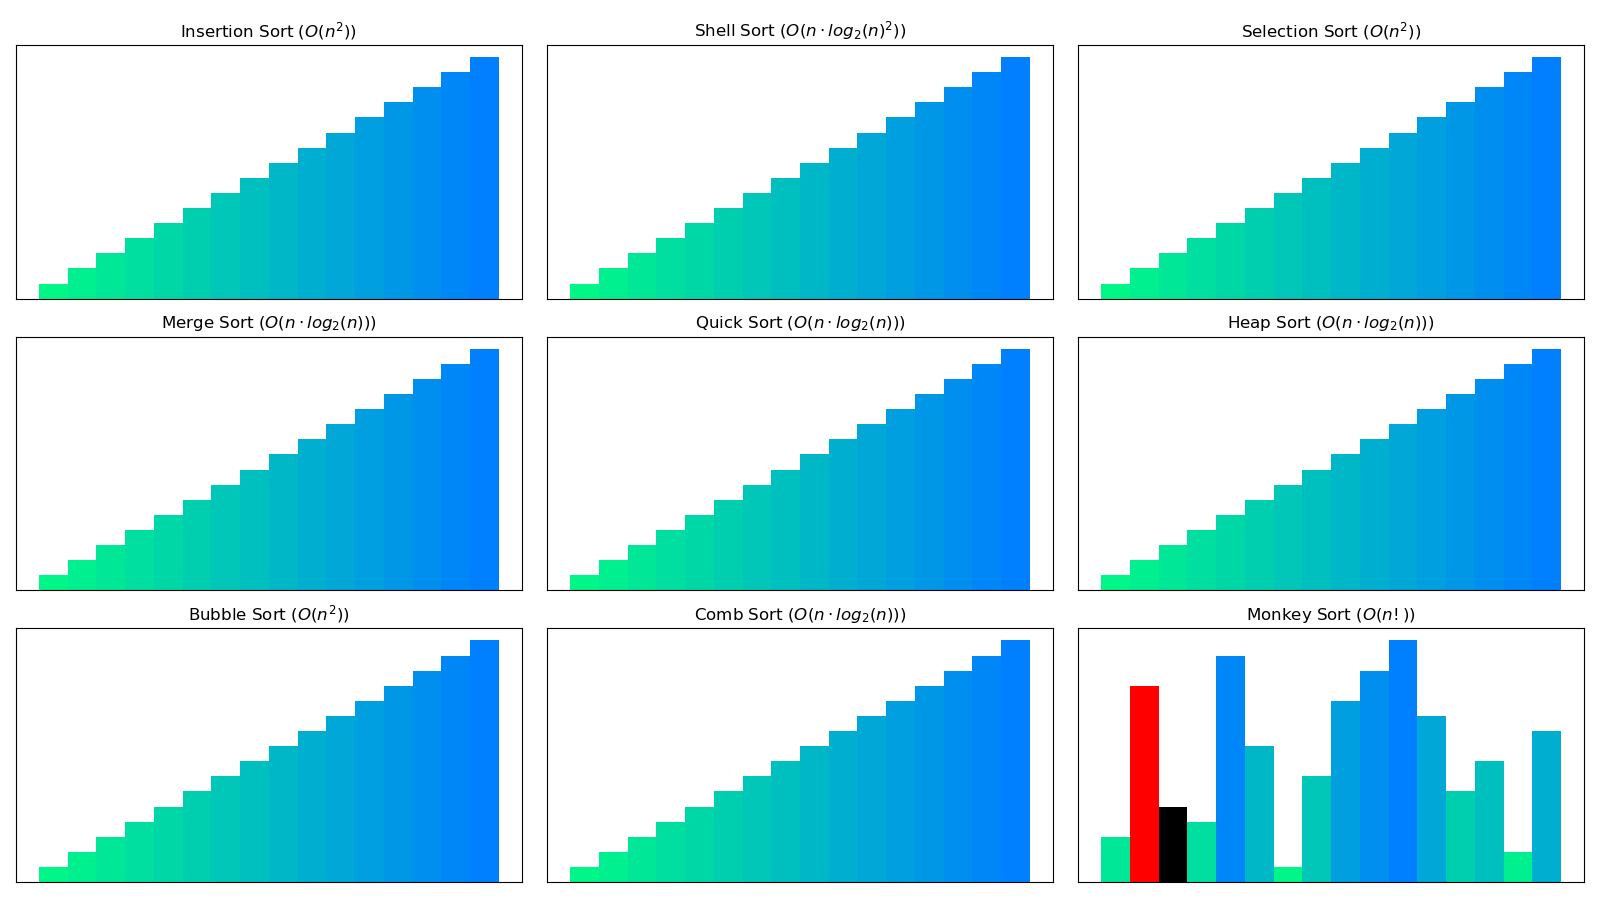 Insertion Sort (O(n²))
Shell Sort (O(n · log₂(n)²))
Selection Sort (O(n²))
Merge Sort (O(n · log₂(n)))
Quick Sort (O(n · log₂(n)))
Heap Sort (O(n · log₂(n)))
Bubble Sort (O(n²))
Comb Sort (O(n · log₂(n)))
Monkey Sort (O(n! ))